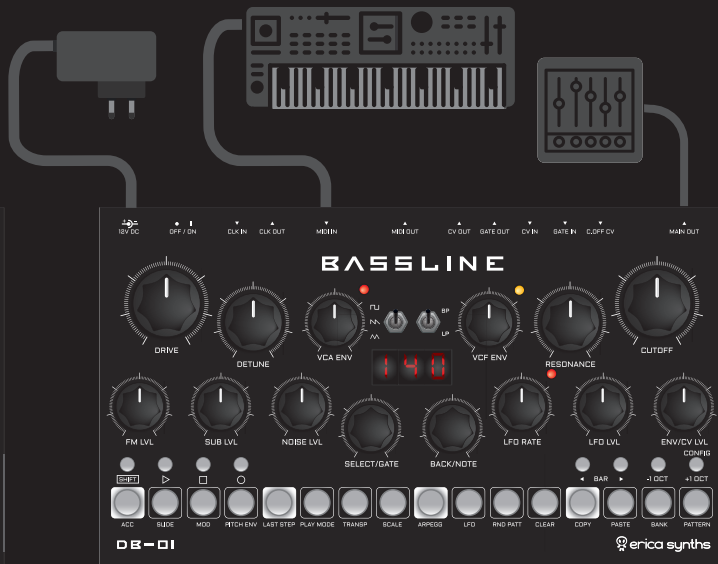 12V DC OFF / ON CLK IN CLK OUT MIDI IN MIDI OUT CV OUT GATE OUT CV IN GATE IN C.OFF CV MAIN OUT
BASSLINE
BP
LP
DRIVE DETUNE VCA ENV VCF ENV RESONANCE CUTOFF
140
FM LVL SUB LVL NOISE LVL LFO RATE LFO LVL ENV/CV LVL
SELECT/GATE BACK/NOTE
CONFIG
SHIFT BAR -1 OCT +1 OCT
ACC SLIDE MOD PITCH ENV LAST STEP PLAY MODE TRANSP SCALE ARPEGG LFO RND PATT CLEAR COPY PASTE BANK PATTERN
DB-01 erica synths